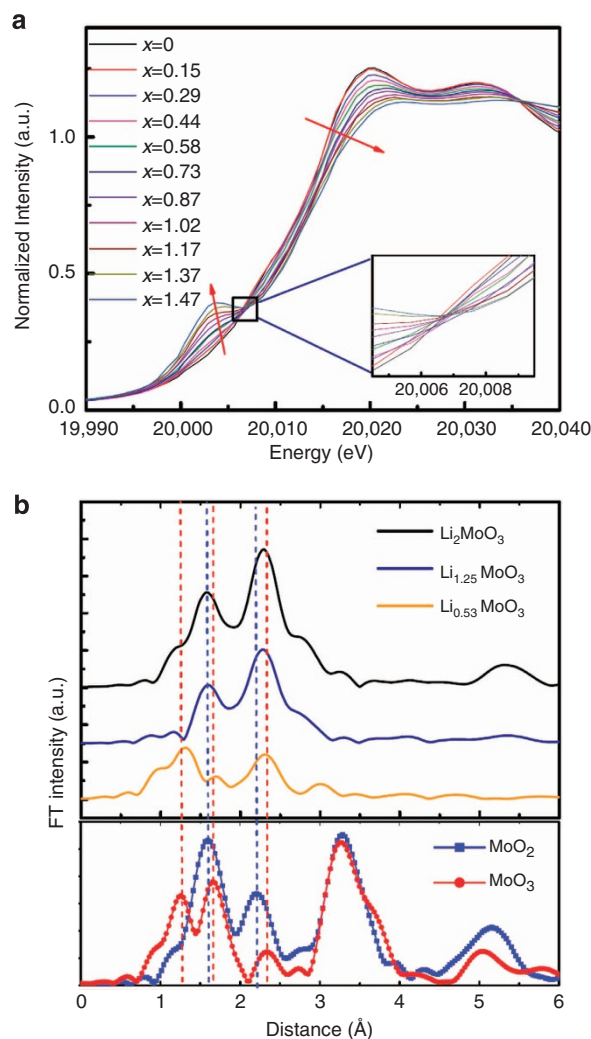 a
x=0
x=0.15
x=0.29
x=0.44
x=0.58
x=0.73
x=0.87
x=1.02
x=1.17
x=1.37
x=1.47
Normalized Intensity (a.u.)
1.0
0.5
0.0
20,006 20,008
19,990 20,000 20,010 20,020 20,030 20,040
Energy (eV)
b
Li₂MoO₃
Li₁.₂₅MoO₃
Li₀.₅₃MoO₃
FT intensity (a.u.)
MoO₂
MoO₃
0 1 2 3 4 5 6
Distance (Å)